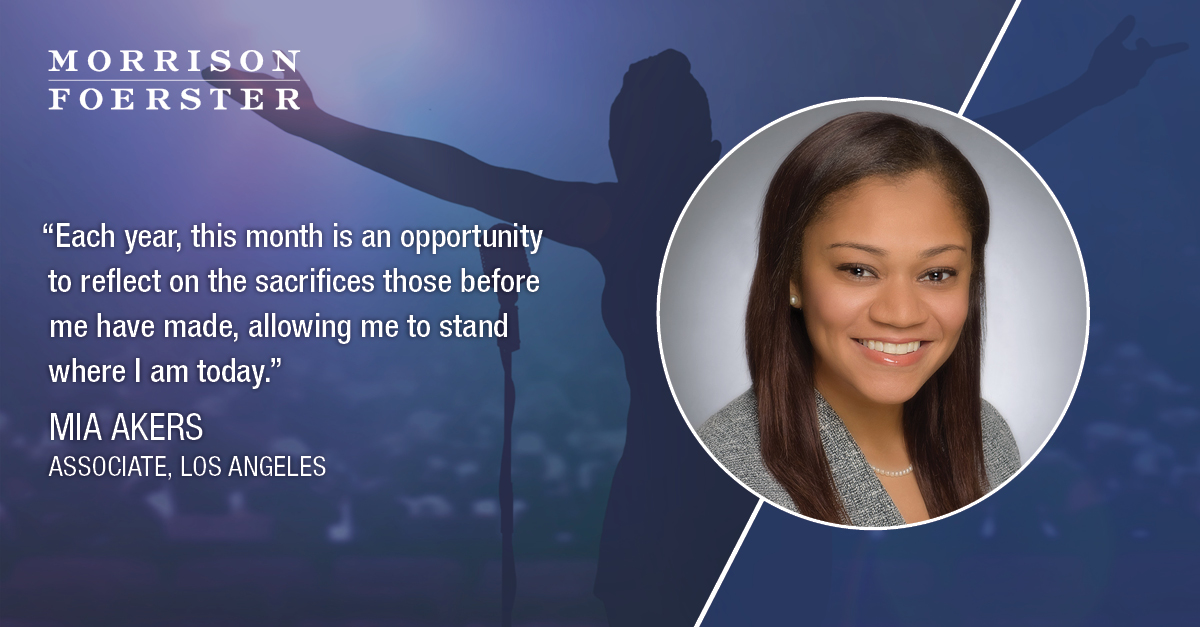 MORRISON
FOERSTER
“Each year, this month is an opportunity
to reflect on the sacrifices those before
me have made, allowing me to stand
where I am today.”
MIA AKERS
ASSOCIATE, LOS ANGELES